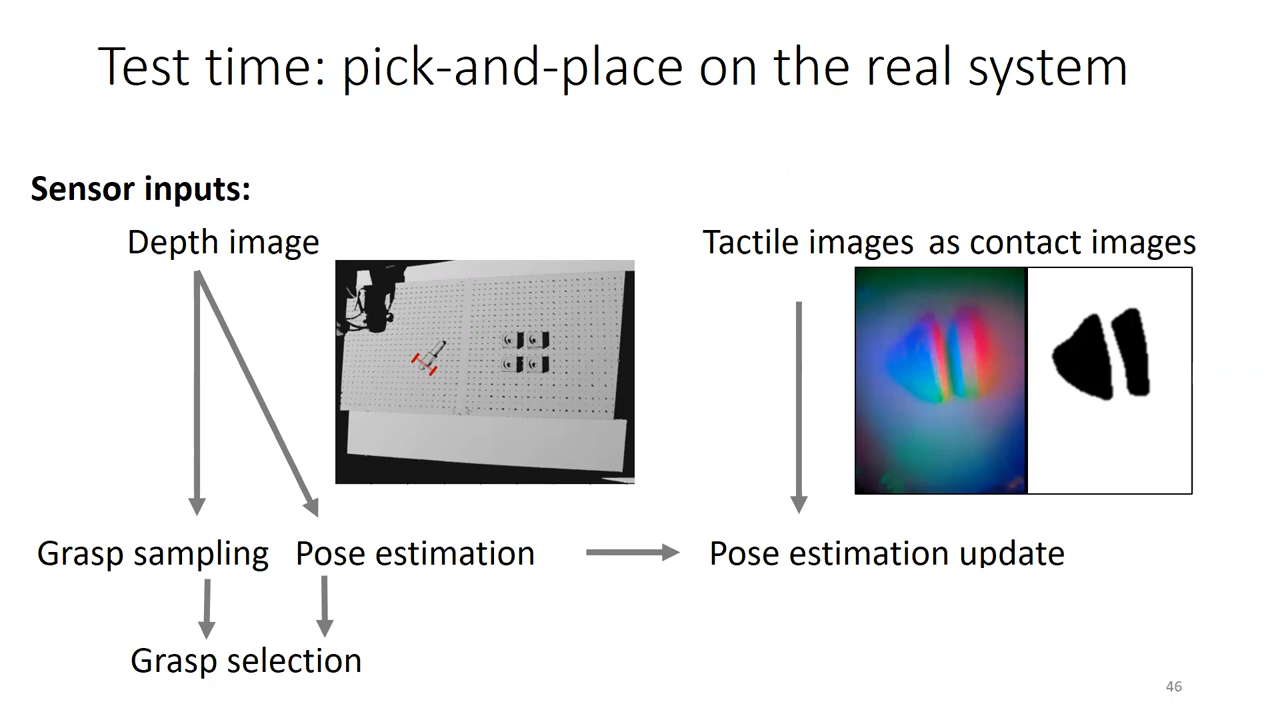 Test time: pick-and-place on the real system
Sensor inputs:
Depth image
Tactile images as contact images
Grasp sampling
Pose estimation
Pose estimation update
Grasp selection
46